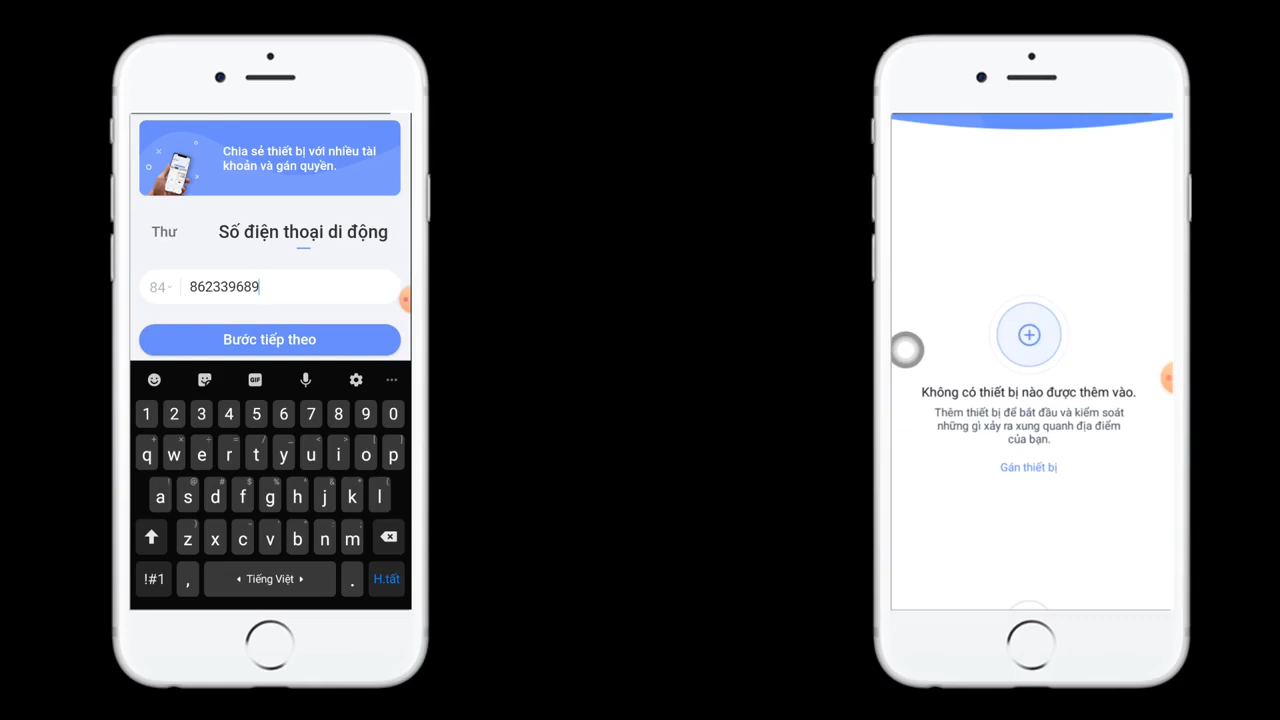 Chia sẻ thiết bị với nhiều tài
khoản và gán quyền.
Thư
Số điện thoại di động
84
862339689
Bước tiếp theo
GIF
1 2 3 4 5 6 7 8 9 0
q w e r t y u i o p
a s d f g h j k l
z x c v b n m
!#1 , Tiếng Việt . H.tất
Không có thiết bị nào được thêm vào.
Thêm thiết bị để bắt đầu và kiểm soát
những gì xảy ra xung quanh địa điểm
của bạn.
Gán thiết bị